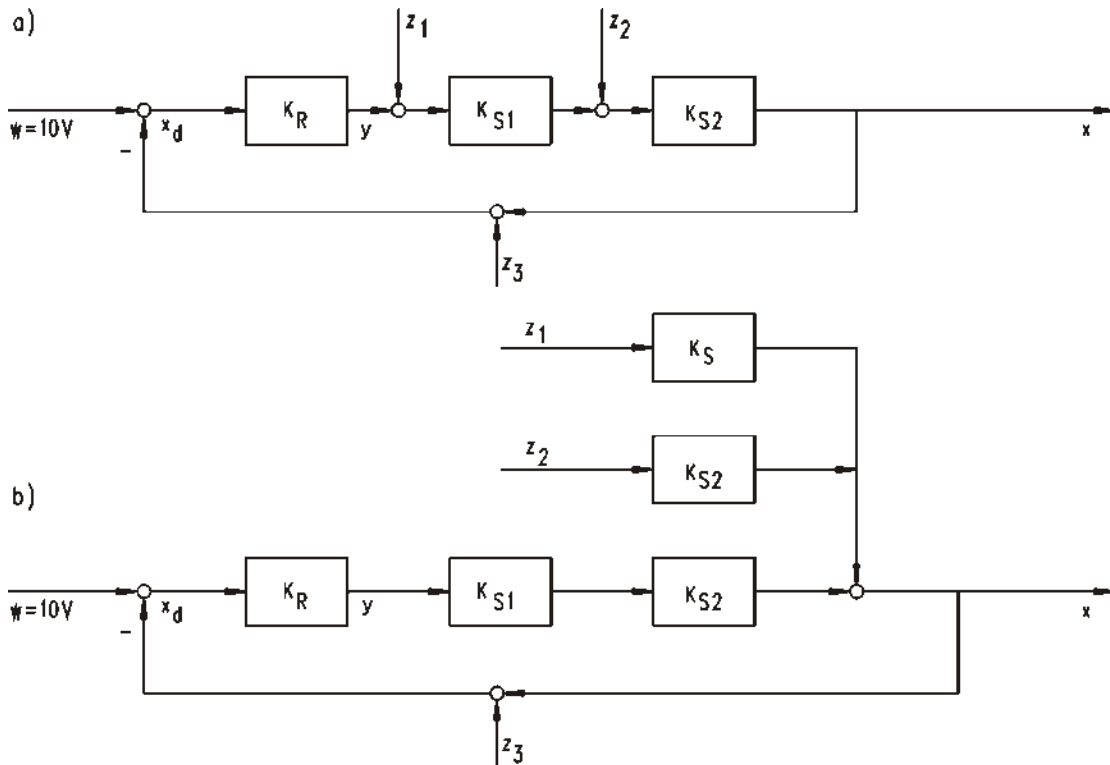 a)
z1
z2
KR
KS1
KS2
w=10V
xd
y
x
–
z3
z1
KS
z2
KS2
b)
KR
KS1
KS2
w=10V
xd
y
x
–
z3